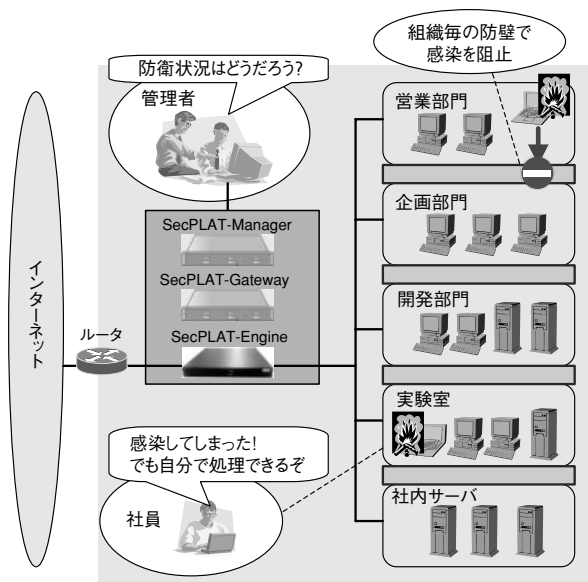 組織毎の防壁で
感染を阻止
防衛状況はどうだろう?
管理者
営業部門
企画部門
SecPLAT-Manager
SecPLAT-Gateway
SecPLAT-Engine
開発部門
インターネット
ルータ
実験室
感染してしまった!
でも自分で処理できるぞ
社員
社内サーバ